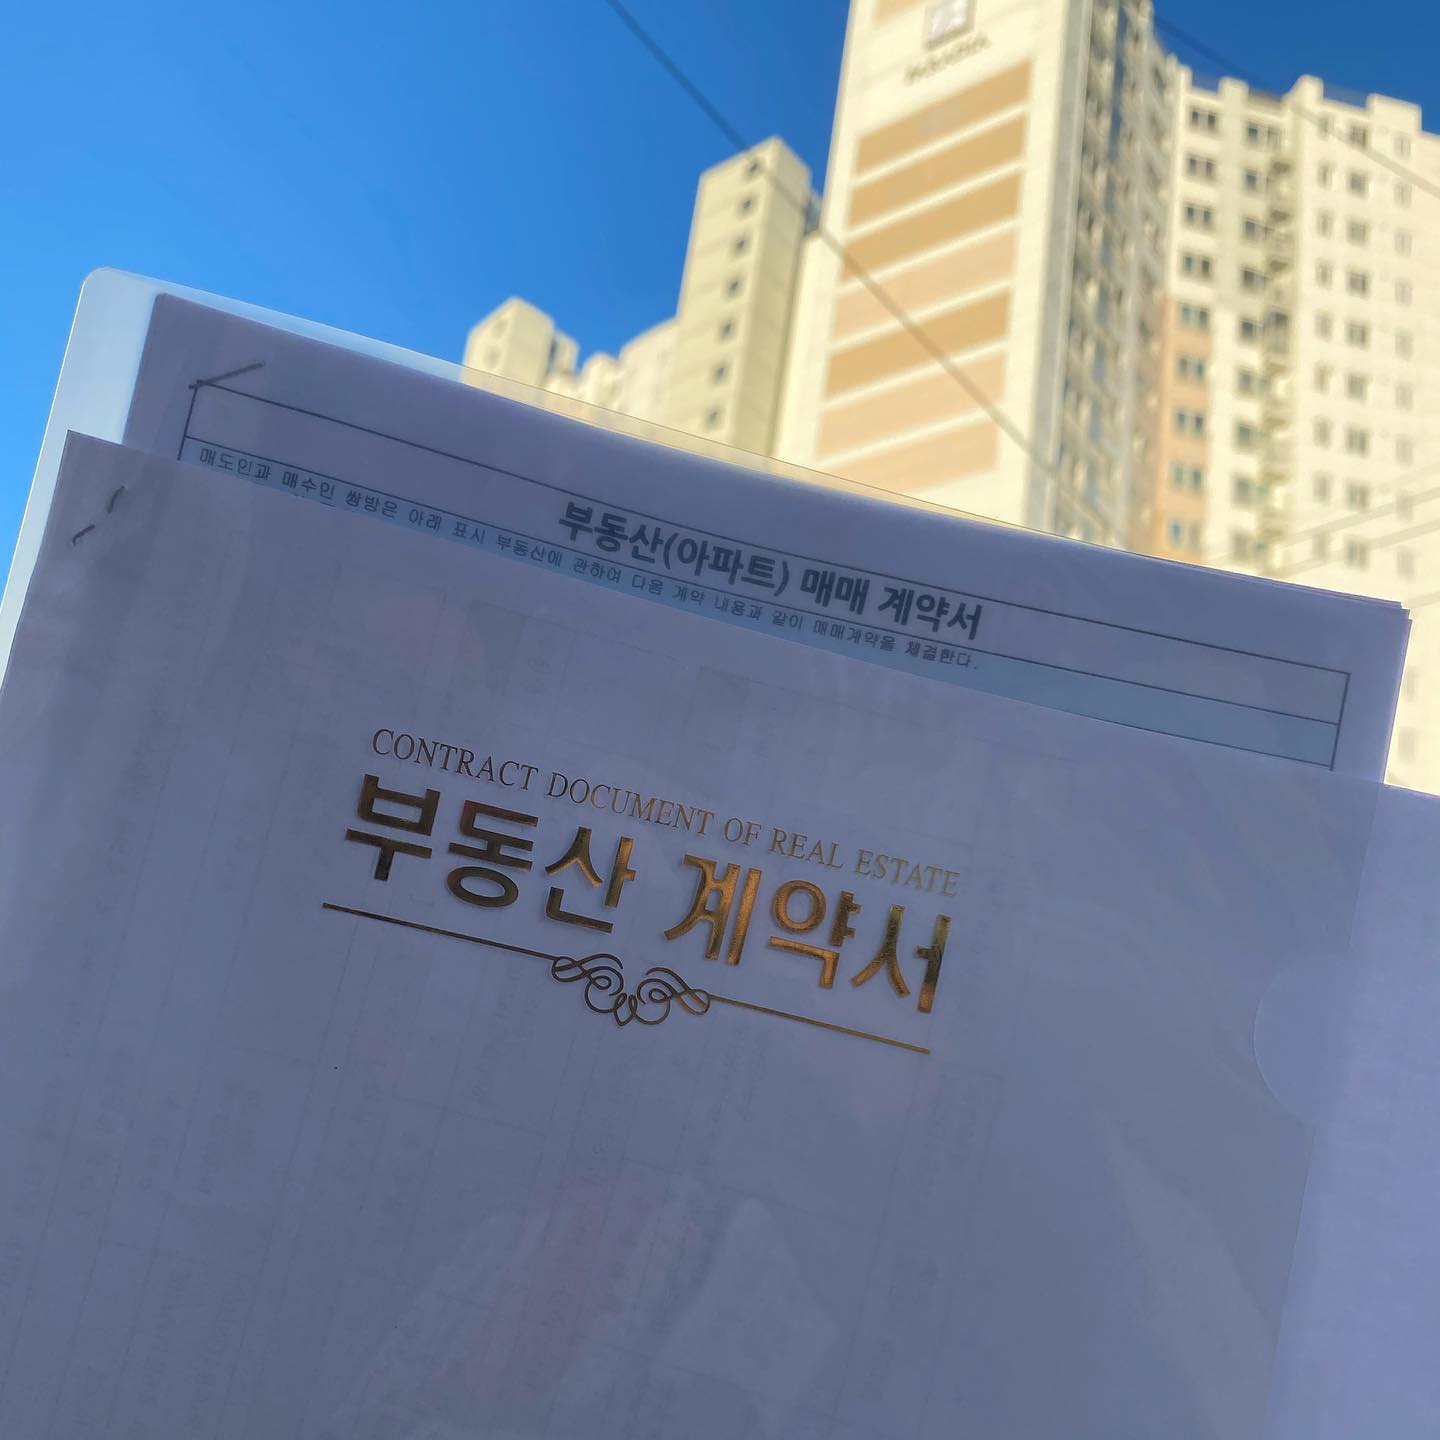 부동산(아파트) 매매 계약서
매도인과 매수인 쌍방은 아래 표시 부동산에 관하여 다음 계약 내용과 같이 매매계약을 체결한다.
CONTRACT DOCUMENT OF REAL ESTATE
부동산 계약서